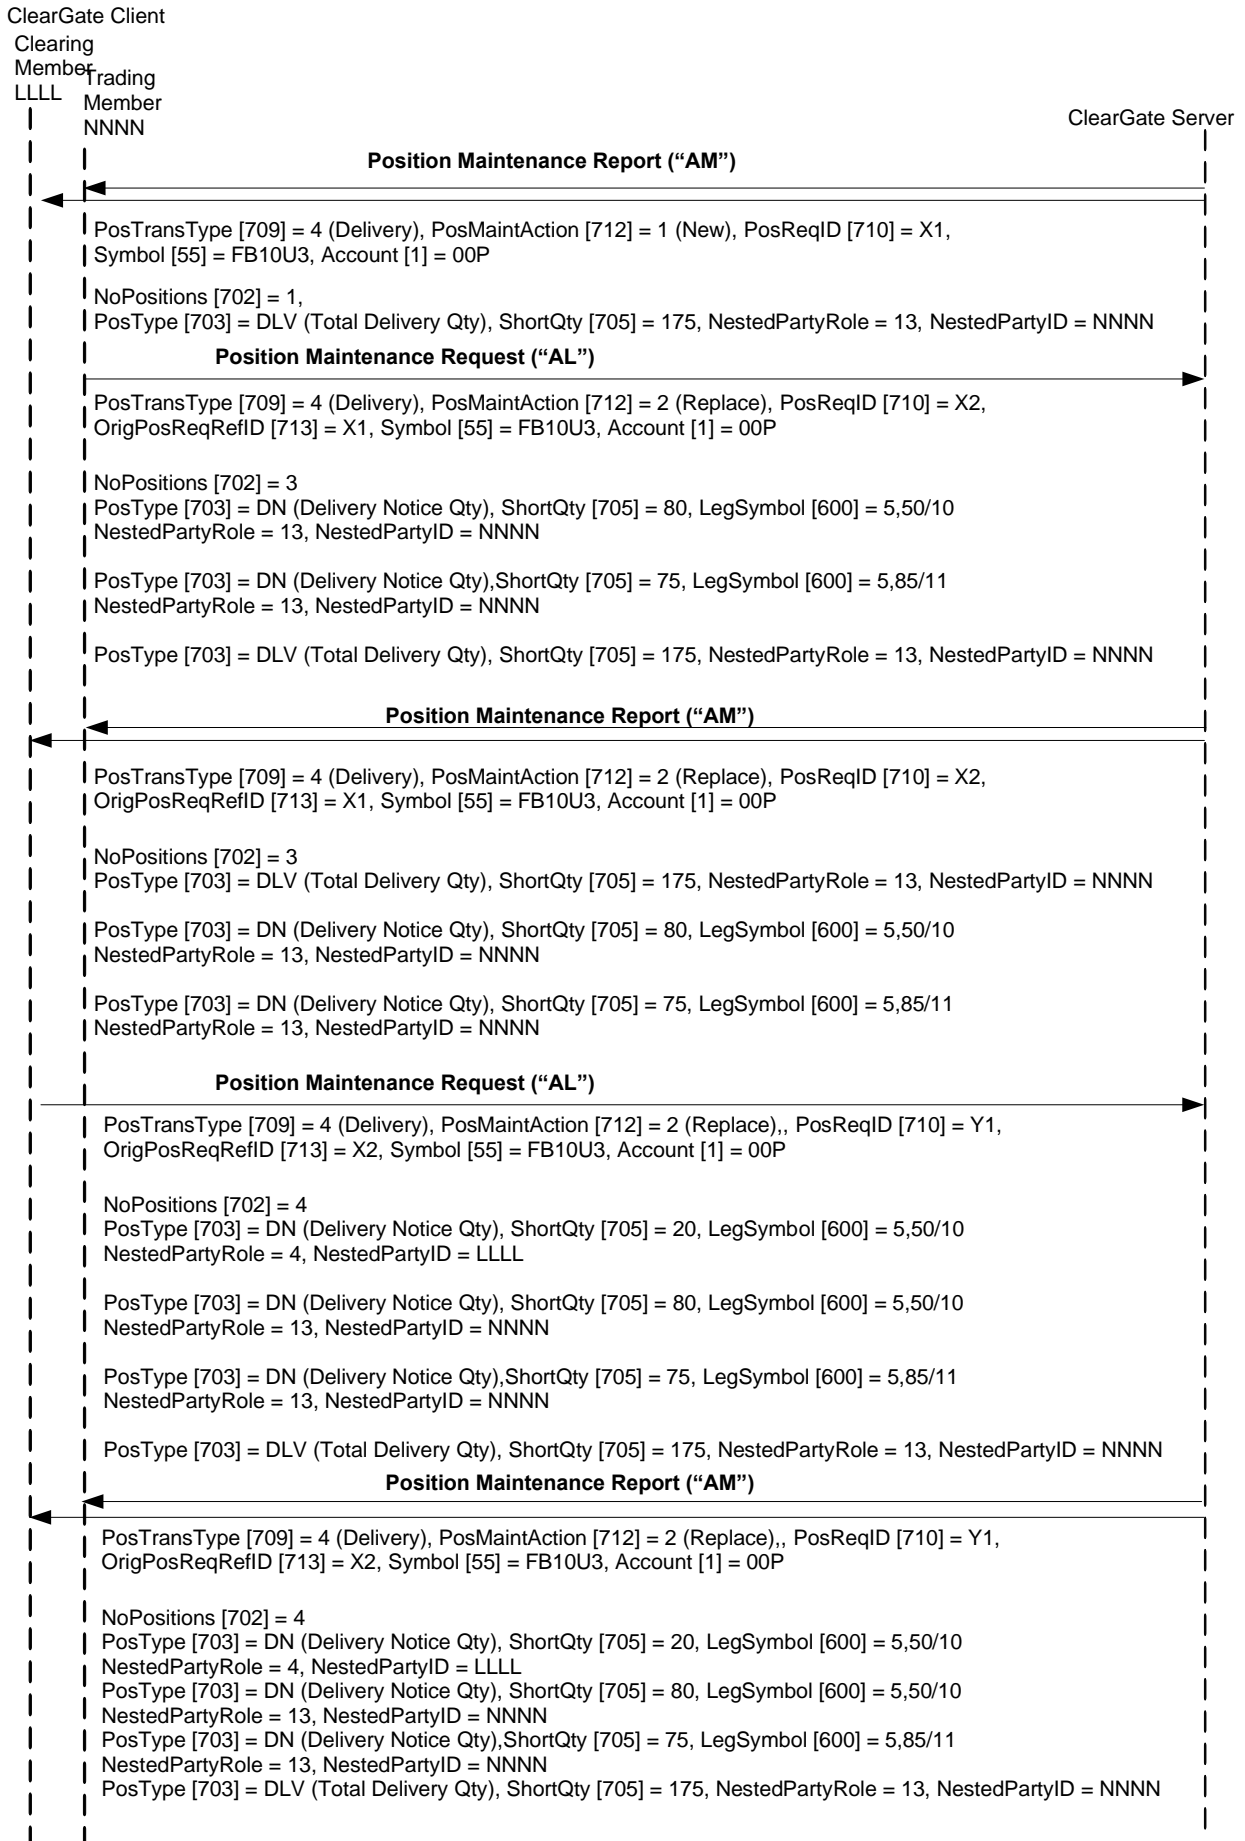 ClearGate Client
Clearing
Member
LLLL
Trading
Member
NNNN
ClearGate Server
Position Maintenance Report (“AM”)
PosTransType [709] = 4 (Delivery), PosMaintAction [712] = 1 (New), PosReqID [710] = X1,
Symbol [55] = FB10U3, Account [1] = 00P
NoPositions [702] = 1,
PosType [703] = DLV (Total Delivery Qty), ShortQty [705] = 175, NestedPartyRole = 13, NestedPartyID = NNNN
Position Maintenance Request (“AL”)
PosTransType [709] = 4 (Delivery), PosMaintAction [712] = 2 (Replace), PosReqID [710] = X2,
OrigPosReqRefID [713] = X1, Symbol [55] = FB10U3, Account [1] = 00P
NoPositions [702] = 3
PosType [703] = DN (Delivery Notice Qty), ShortQty [705] = 80, LegSymbol [600] = 5,50/10
NestedPartyRole = 13, NestedPartyID = NNNN
PosType [703] = DN (Delivery Notice Qty),ShortQty [705] = 75, LegSymbol [600] = 5,85/11
NestedPartyRole = 13, NestedPartyID = NNNN
PosType [703] = DLV (Total Delivery Qty), ShortQty [705] = 175, NestedPartyRole = 13, NestedPartyID = NNNN
Position Maintenance Report (“AM”)
PosTransType [709] = 4 (Delivery), PosMaintAction [712] = 2 (Replace), PosReqID [710] = X2,
OrigPosReqRefID [713] = X1, Symbol [55] = FB10U3, Account [1] = 00P
NoPositions [702] = 3
PosType [703] = DLV (Total Delivery Qty), ShortQty [705] = 175, NestedPartyRole = 13, NestedPartyID = NNNN
PosType [703] = DN (Delivery Notice Qty), ShortQty [705] = 80, LegSymbol [600] = 5,50/10
NestedPartyRole = 13, NestedPartyID = NNNN
PosType [703] = DN (Delivery Notice Qty), ShortQty [705] = 75, LegSymbol [600] = 5,85/11
NestedPartyRole = 13, NestedPartyID = NNNN
Position Maintenance Request (“AL”)
PosTransType [709] = 4 (Delivery), PosMaintAction [712] = 2 (Replace),, PosReqID [710] = Y1,
OrigPosReqRefID [713] = X2, Symbol [55] = FB10U3, Account [1] = 00P
NoPositions [702] = 4
PosType [703] = DN (Delivery Notice Qty), ShortQty [705] = 20, LegSymbol [600] = 5,50/10
NestedPartyRole = 4, NestedPartyID = LLLL
PosType [703] = DN (Delivery Notice Qty), ShortQty [705] = 80, LegSymbol [600] = 5,50/10
NestedPartyRole = 13, NestedPartyID = NNNN
PosType [703] = DN (Delivery Notice Qty),ShortQty [705] = 75, LegSymbol [600] = 5,85/11
NestedPartyRole = 13, NestedPartyID = NNNN
PosType [703] = DLV (Total Delivery Qty), ShortQty [705] = 175, NestedPartyRole = 13, NestedPartyID = NNNN
Position Maintenance Report (“AM”)
PosTransType [709] = 4 (Delivery), PosMaintAction [712] = 2 (Replace),, PosReqID [710] = Y1,
OrigPosReqRefID [713] = X2, Symbol [55] = FB10U3, Account [1] = 00P
NoPositions [702] = 4
PosType [703] = DN (Delivery Notice Qty), ShortQty [705] = 20, LegSymbol [600] = 5,50/10
NestedPartyRole = 4, NestedPartyID = LLLL
PosType [703] = DN (Delivery Notice Qty), ShortQty [705] = 80, LegSymbol [600] = 5,50/10
NestedPartyRole = 13, NestedPartyID = NNNN
PosType [703] = DN (Delivery Notice Qty),ShortQty [705] = 75, LegSymbol [600] = 5,85/11
NestedPartyRole = 13, NestedPartyID = NNNN
PosType [703] = DLV (Total Delivery Qty), ShortQty [705] = 175, NestedPartyRole = 13, NestedPartyID = NNNN